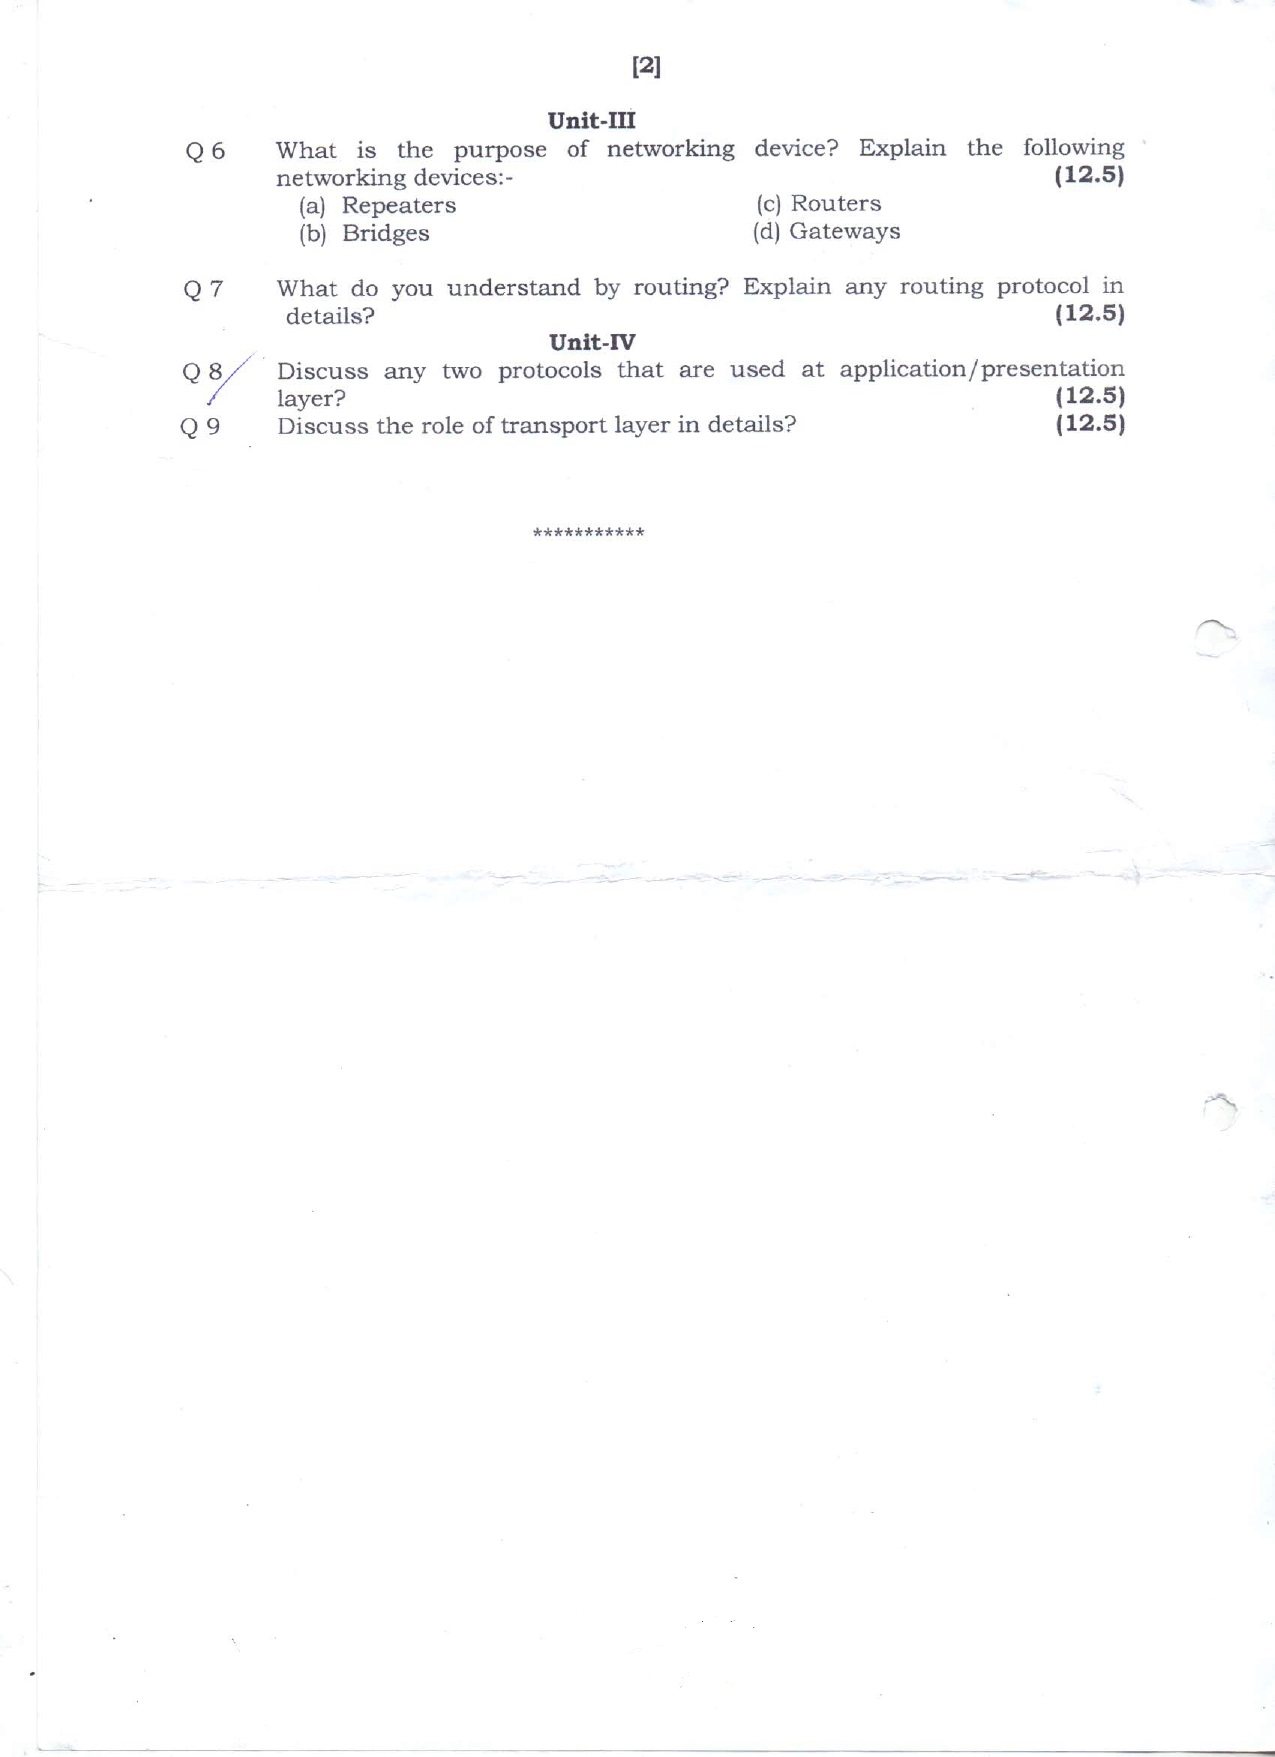 [2]
Unit-III
Q 6 What is the purpose of networking device? Explain the following
networking devices:- (12.5)
(a) Repeaters (c) Routers
(b) Bridges (d) Gateways
Q 7 What do you understand by routing? Explain any routing protocol in
details? (12.5)
Unit-IV
Q 8 Discuss any two protocols that are used at application/presentation
layer? (12.5)
Q 9 Discuss the role of transport layer in details? (12.5)
***********